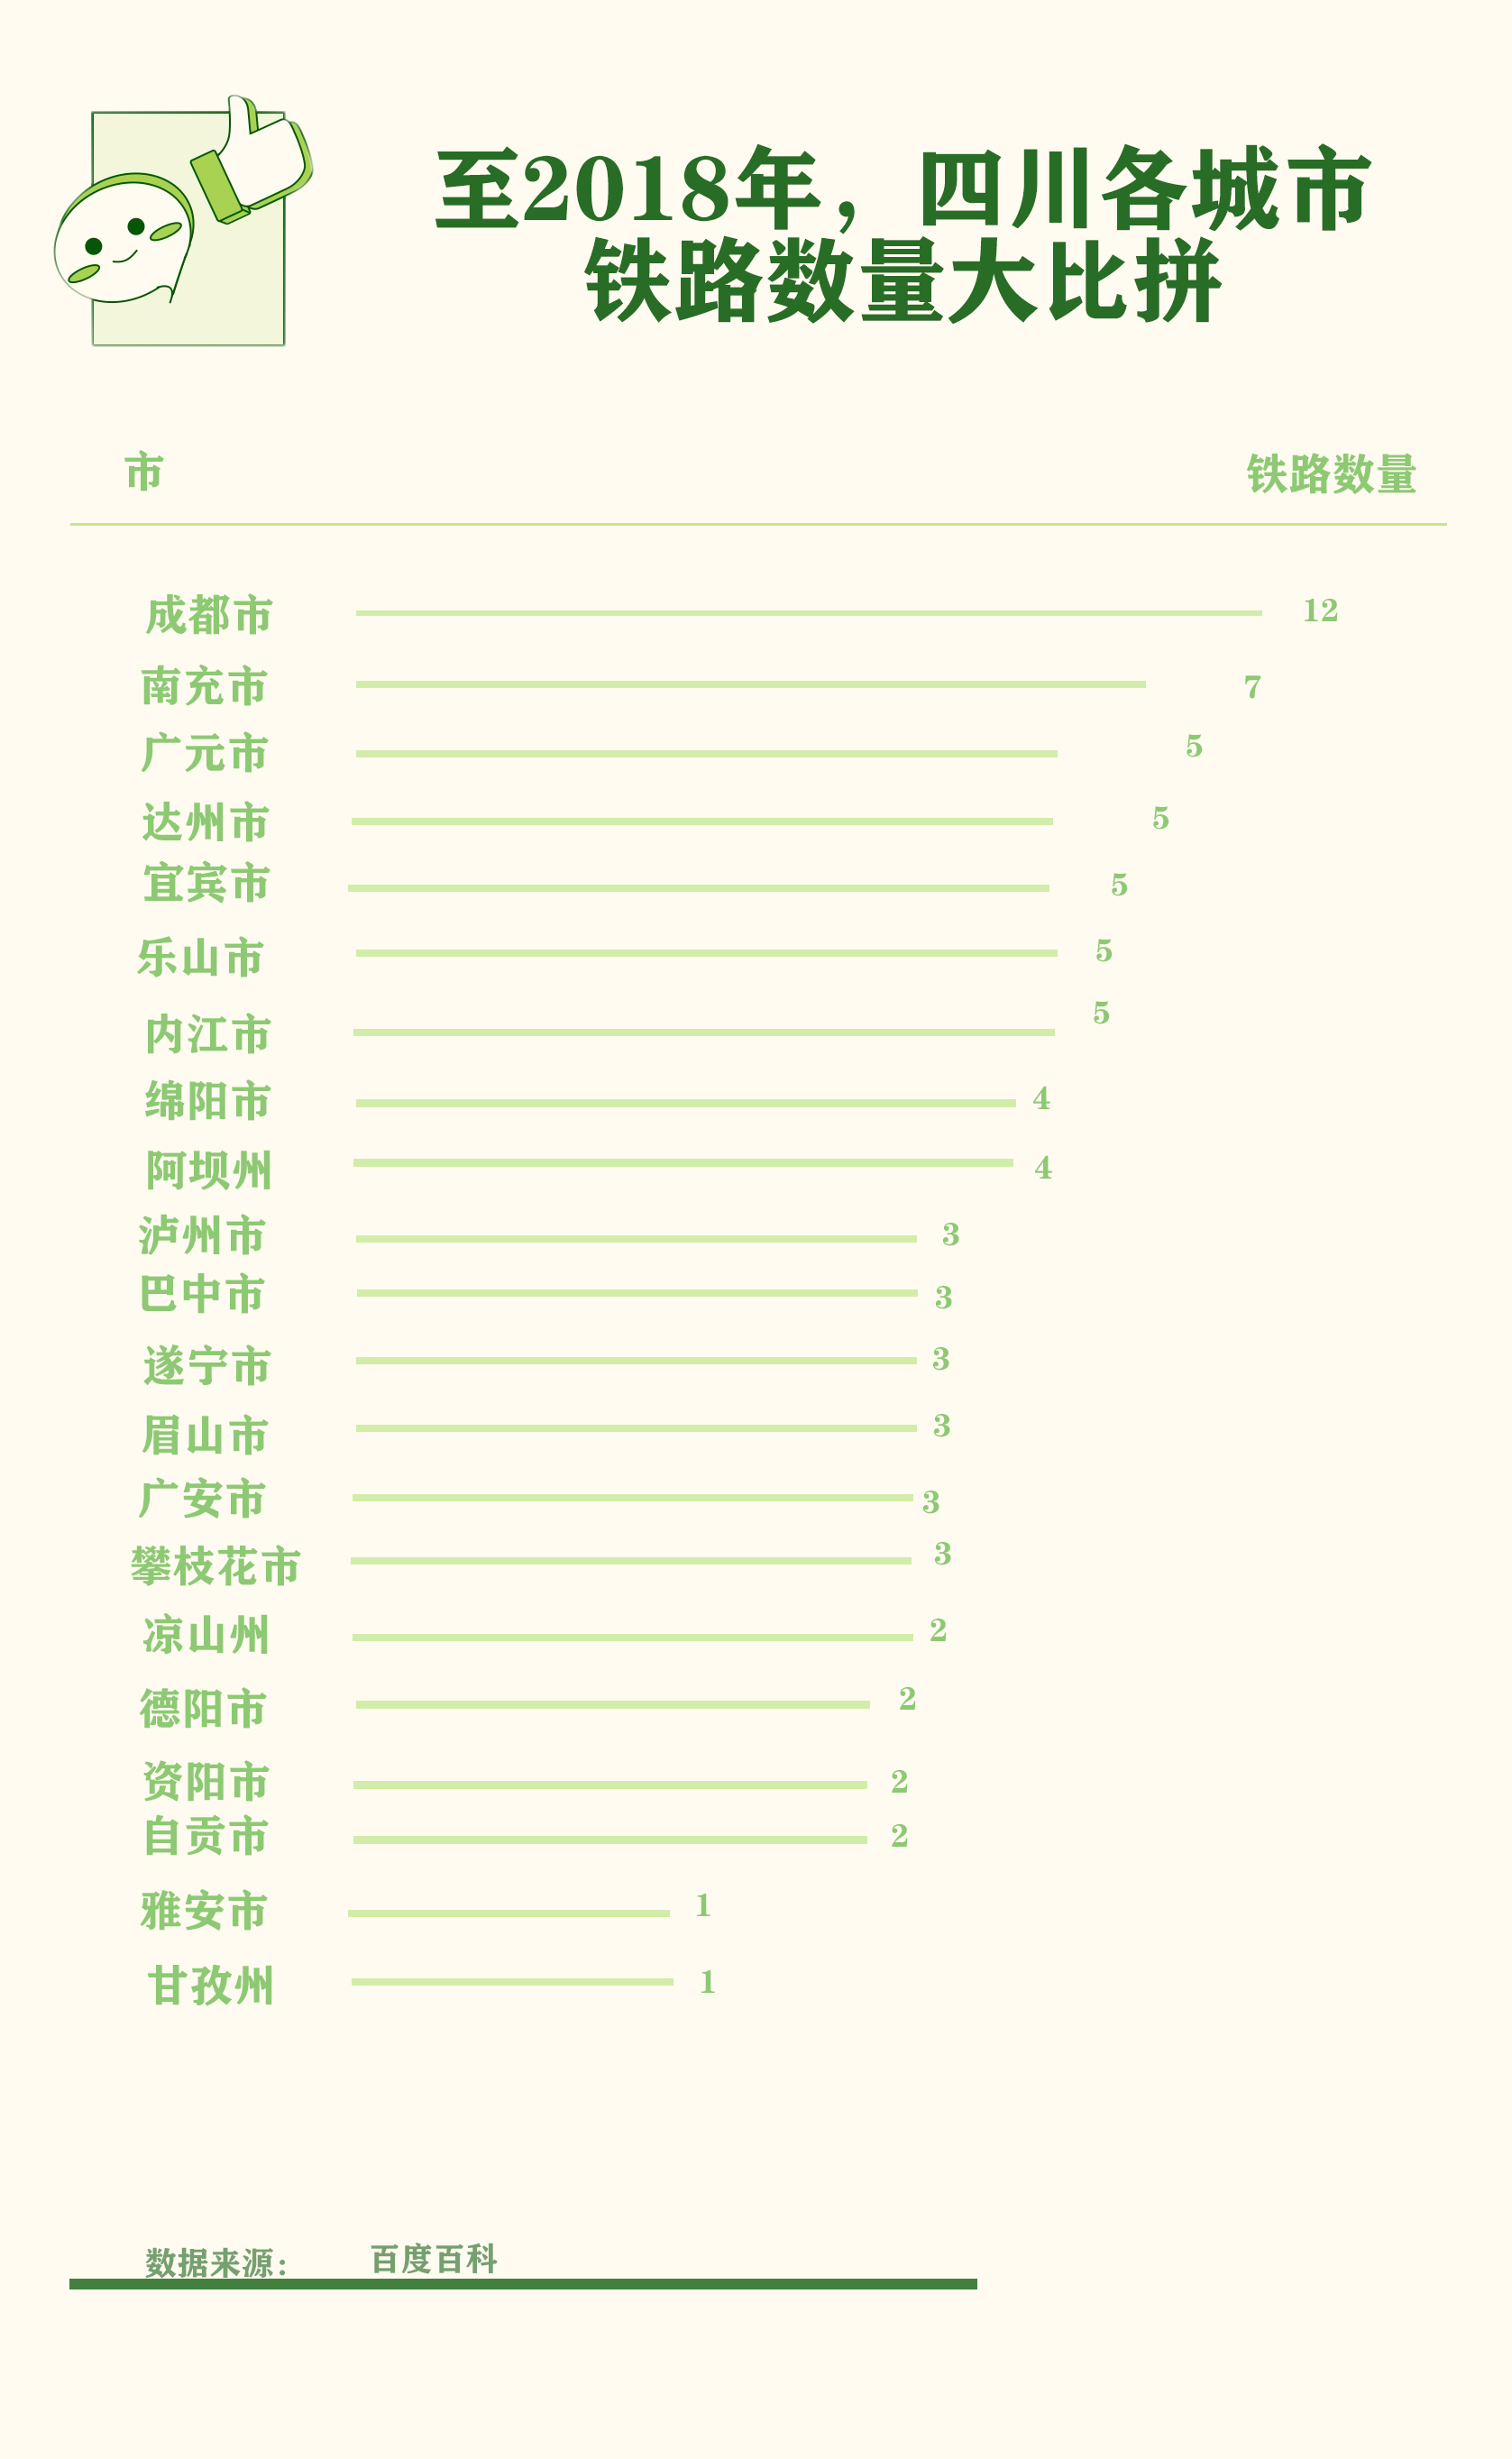 至2018年，四川各城市
铁路数量大比拼
市 铁路数量
成都市 12
南充市 7
广元市 5
达州市 5
宜宾市 5
乐山市 5
内江市 5
绵阳市 4
阿坝州 4
泸州市 3
巴中市 3
遂宁市 3
眉山市 3
广安市 3
攀枝花市 3
凉山州 2
德阳市 2
资阳市 2
自贡市 2
雅安市 1
甘孜州 1
数据来源： 百度百科